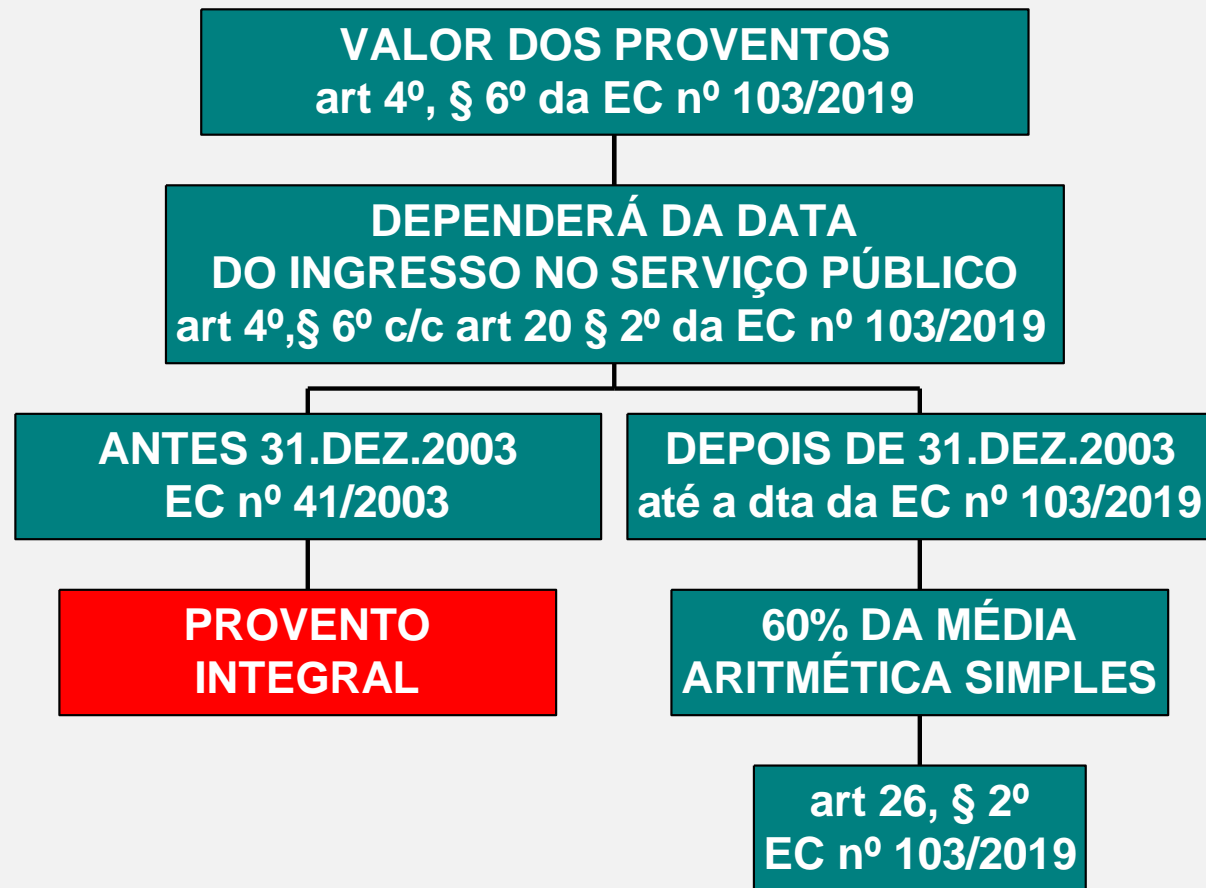 VALOR DOS PROVENTOS
art 4º, § 6º da EC nº 103/2019
DEPENDERÁ DA DATA
DO INGRESSO NO SERVIÇO PÚBLICO
art 4º,§ 6º c/c art 20 § 2º da EC nº 103/2019
ANTES 31.DEZ.2003
EC nº 41/2003
DEPOIS DE 31.DEZ.2003
até a dta da EC nº 103/2019
PROVENTO
INTEGRAL
60% DA MÉDIA
ARITMÉTICA SIMPLES
art 26, § 2º
EC nº 103/2019